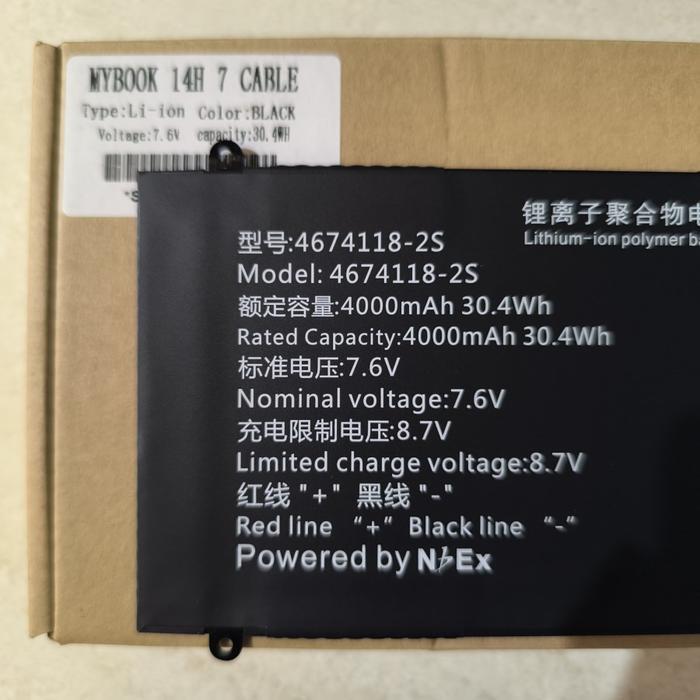 MYBOOK 14H 7 CABLE
Type:Li-ion Color:BLACK
Voltage:7.6V capacity:30.4WH
锂离子聚合物电
Lithium-ion polymer b
型号:4674118-2S
Model: 4674118-2S
额定容量:4000mAh 30.4Wh
Rated Capacity:4000mAh 30.4Wh
标准电压:7.6V
Nominal voltage:7.6V
充电限制电压:8.7V
Limited charge voltage:8.7V
红线 "+" 黑线 "-"
Red line “+“ Black line “-“
Powered by